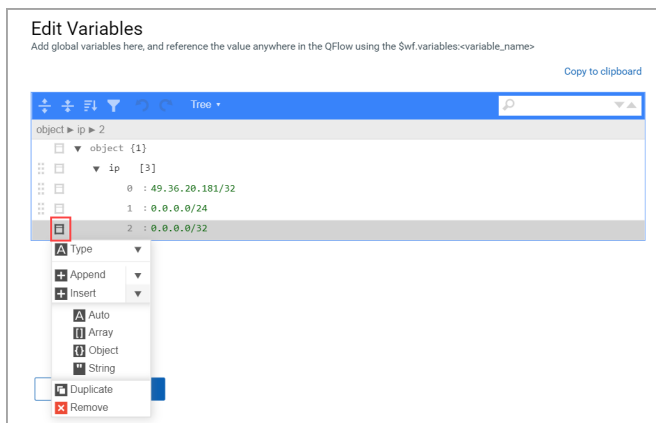 Edit Variables
Add global variables here, and reference the value anywhere in the QFlow using the $wf.variables:<variable_name>
Copy to clipboard
Tree
object ► ip ► 2
object {1}
ip [3]
0 : 49.36.20.181/32
1 : 0.0.0.0/24
2 : 0.0.0.0/32
Type
Append
Insert
Auto
Array
Object
String
Duplicate
Remove